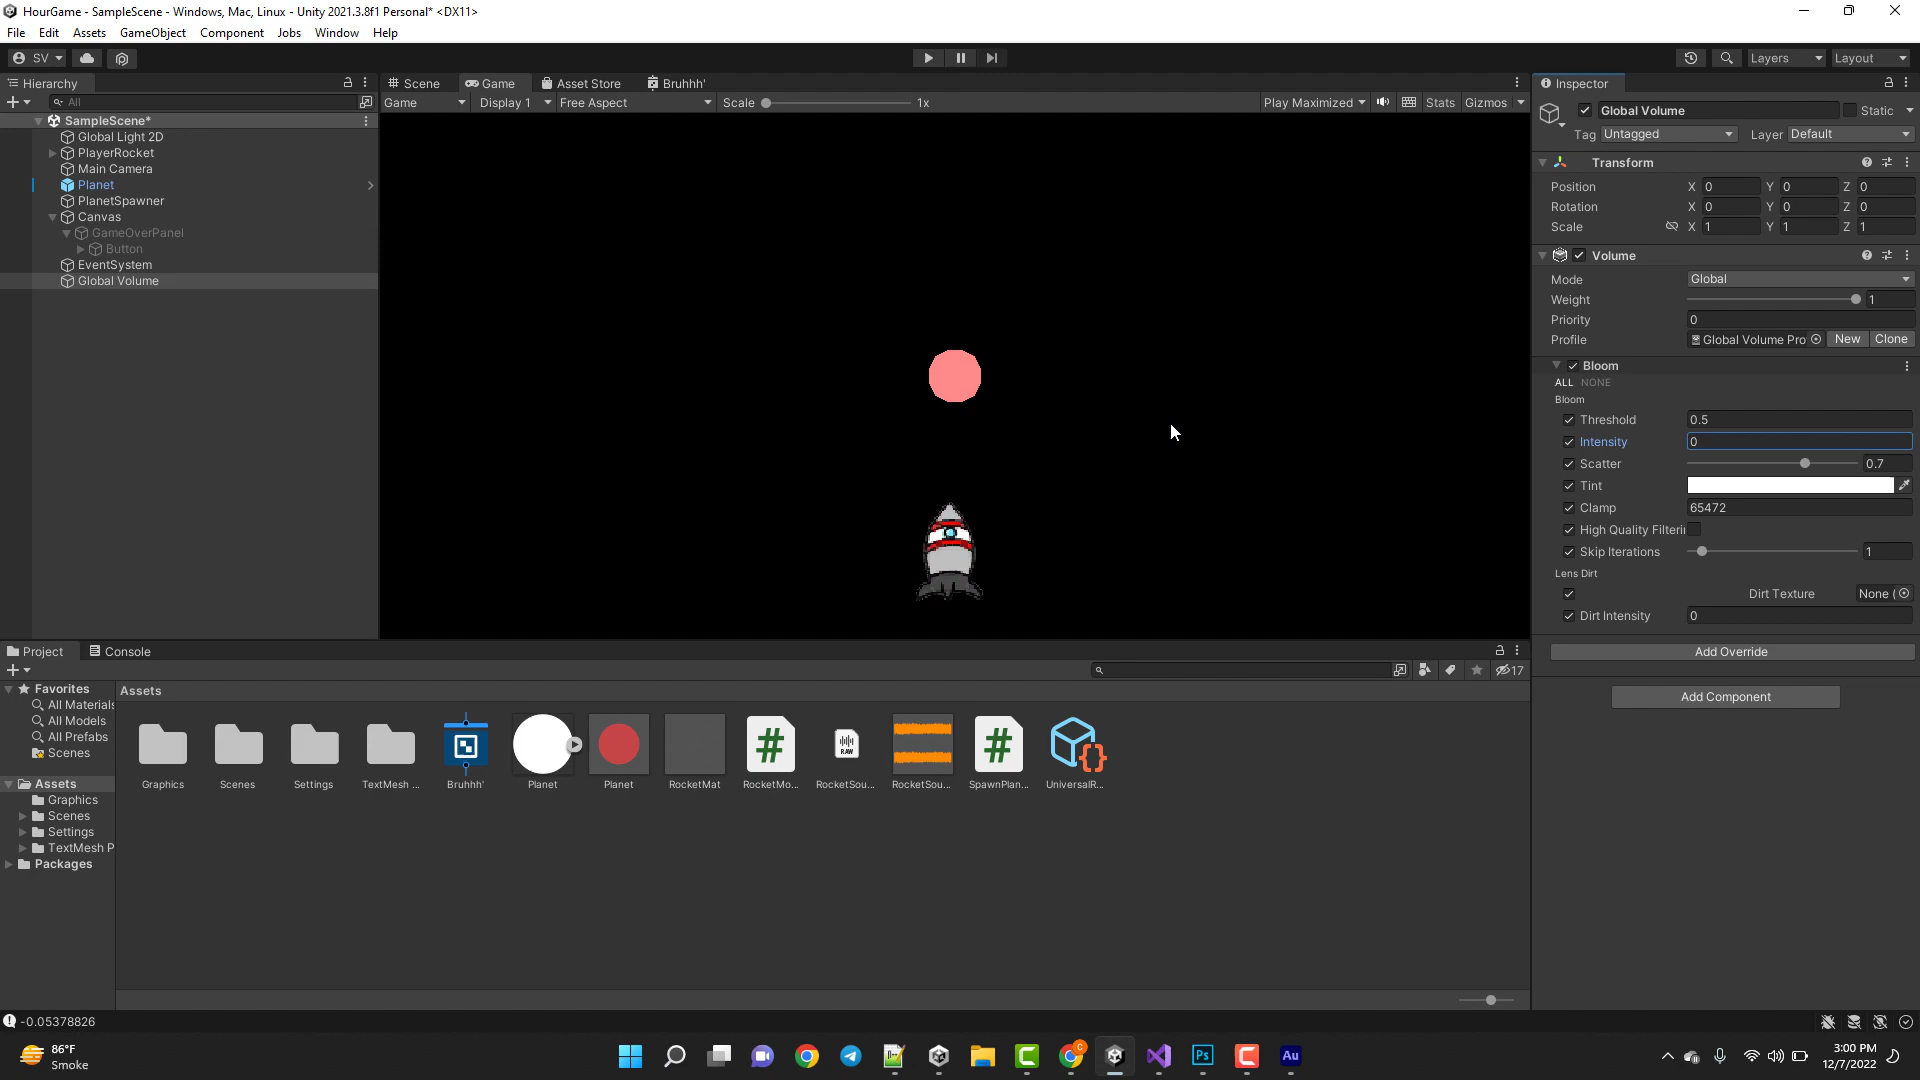 HourGame - SampleScene - Windows, Mac, Linux - Unity 2021.3.8f1 Personal* <DX11>
File Edit Assets GameObject Component Jobs Window Help
SV Layers Layout
Hierarchy Scene Game Asset Store Bruhhh' Inspector
All Game Display 1 Free Aspect Scale 1x Play Maximized Stats Gizmos
Global Volume Static
Tag Untagged Layer Default
SampleScene*
Global Light 2D
PlayerRocket
Main Camera
Planet
PlanetSpawner
Canvas
GameOverPanel
Button
EventSystem
Global Volume
Transform
Position X 0 Y 0 Z 0
Rotation X 0 Y 0 Z 0
Scale X 1 Y 1 Z 1
Volume
Mode Global
Weight 1
Priority 0
Profile Global Volume Pro New Clone
Bloom
ALL NONE
Bloom
Threshold 0.5
Intensity 0
Scatter 0.7
Tint
Clamp 65472
High Quality Filteri
Skip Iterations 1
Lens Dirt
Dirt Texture None (
Dirt Intensity 0
Add Override
Add Component
Project Console
17
Favorites
All Materials
All Models
All Prefabs
Scenes
Assets
Graphics
Scenes
Settings
TextMesh P
Packages
Assets
RAW
Graphics Scenes Settings TextMesh ... Bruhhh' Planet Planet RocketMat RocketMo... RocketSou... RocketSou... SpawnPlan... UniversalR...
-0.05378826
86°F
Smoke
C
Ps
Au
3:00 PM
12/7/2022